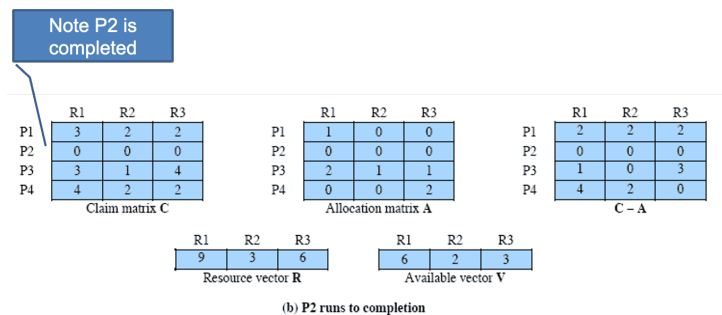 Note P2 is
completed
R1 R2 R3 R1 R2 R3 R1 R2 R3
P1 3 2 2 P1 1 0 0 P1 2 2 2
P2 0 0 0 P2 0 0 0 P2 0 0 0
P3 3 1 4 P3 2 1 1 P3 1 0 3
P4 4 2 2 P4 0 0 2 P4 4 2 0
Claim matrix C Allocation matrix A C – A
R1 R2 R3 R1 R2 R3
9 3 6 6 2 3
Resource vector R Available vector V
(b) P2 runs to completion